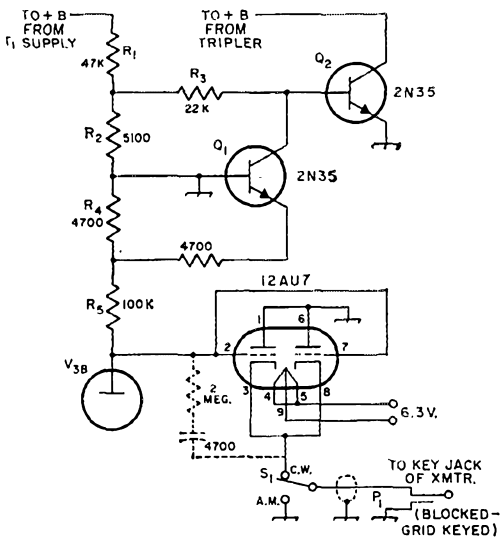 TO + B
FROM
T1 SUPPLY
TO + B
FROM
TRIPLER
R1
47K
R3
22 K
Q2
2N35
R2
5100
Q1
2N35
R4
4700
4700
R5
100K
12AU7
1
6
2
7
3
4
5
8
9
V3B
2
MEG.
4700
6.3V.
S1
C.W.
A.M.
P1
TO KEY JACK
OF XMTR.
(BLOCKED-
GRID KEYED)